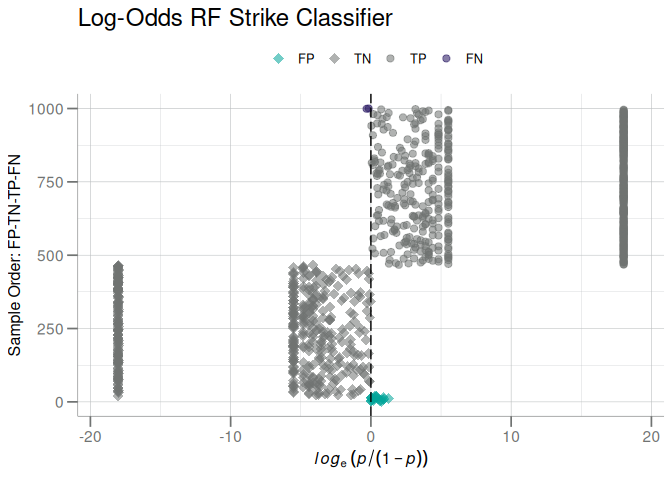 Log-Odds RF Strike Classifier
FP TN TP FN
Sample Order: FP-TN-TP-FN
1000
750
500
250
0
-20 -10 0 10 20
logₑ(p/(1−p))